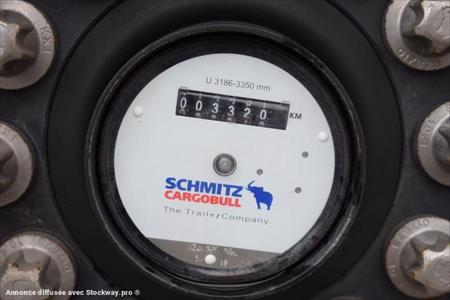 U 3186-3350 mm
003320 KM
SCHMITZ
CARGOBULL
The Trailer Company
Annonce diffusée avec Stockway.pro ®